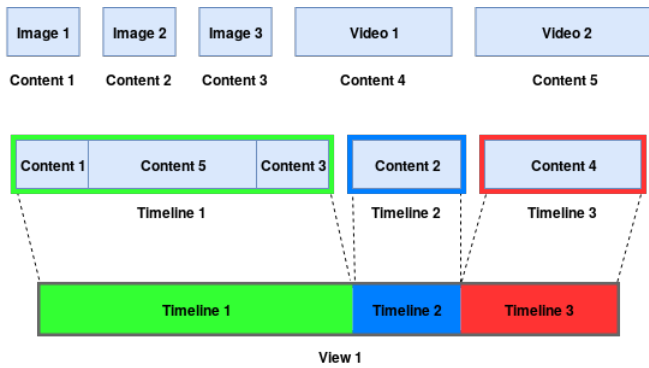 Image 1 Image 2 Image 3 Video 1 Video 2
Content 1 Content 2 Content 3 Content 4 Content 5
Content 1 Content 5 Content 3 Content 2 Content 4
Timeline 1 Timeline 2 Timeline 3
Timeline 1 Timeline 2 Timeline 3
View 1